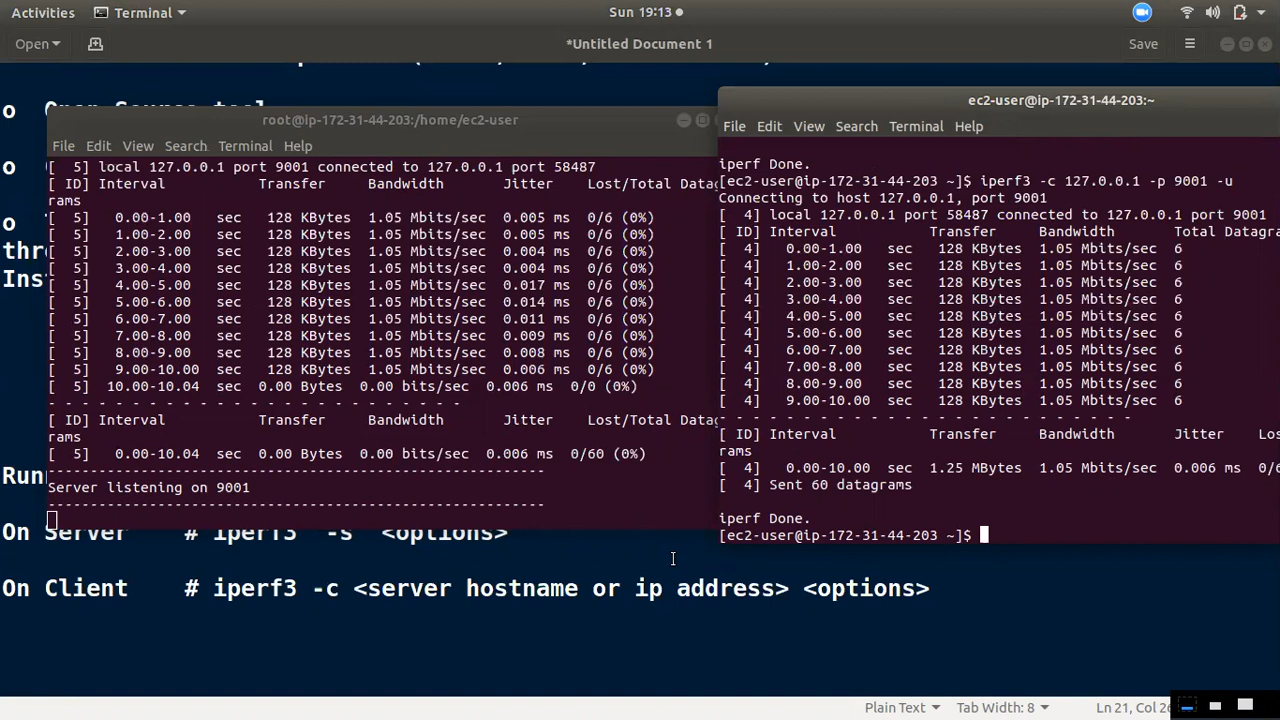 Activities Terminal Sun 19:13
Open *Untitled Document 1 Save
o Open Source tool
o
o
thr
Ins
root@ip-172-31-44-203:/home/ec2-user
File Edit View Search Terminal Help
[ 5] local 127.0.0.1 port 9001 connected to 127.0.0.1 port 58487
[ ID] Interval Transfer Bandwidth Jitter Lost/Total Datag
rams
[ 5] 0.00-1.00 sec 128 KBytes 1.05 Mbits/sec 0.005 ms 0/6 (0%)
[ 5] 1.00-2.00 sec 128 KBytes 1.05 Mbits/sec 0.005 ms 0/6 (0%)
[ 5] 2.00-3.00 sec 128 KBytes 1.05 Mbits/sec 0.004 ms 0/6 (0%)
[ 5] 3.00-4.00 sec 128 KBytes 1.05 Mbits/sec 0.004 ms 0/6 (0%)
[ 5] 4.00-5.00 sec 128 KBytes 1.05 Mbits/sec 0.017 ms 0/6 (0%)
[ 5] 5.00-6.00 sec 128 KBytes 1.05 Mbits/sec 0.014 ms 0/6 (0%)
[ 5] 6.00-7.00 sec 128 KBytes 1.05 Mbits/sec 0.011 ms 0/6 (0%)
[ 5] 7.00-8.00 sec 128 KBytes 1.05 Mbits/sec 0.009 ms 0/6 (0%)
[ 5] 8.00-9.00 sec 128 KBytes 1.05 Mbits/sec 0.008 ms 0/6 (0%)
[ 5] 9.00-10.00 sec 128 KBytes 1.05 Mbits/sec 0.006 ms 0/6 (0%)
[ 5] 10.00-10.04 sec 0.00 Bytes 0.00 bits/sec 0.006 ms 0/0 (0%)
- - - - - - - - - - - - - - - - - - - - - - - - -
[ ID] Interval Transfer Bandwidth Jitter Lost/Total Datag
rams
[ 5] 0.00-10.04 sec 0.00 Bytes 0.00 bits/sec 0.006 ms 0/60 (0%)
-----------------------------------------------------------
Server listening on 9001
-----------------------------------------------------------
ec2-user@ip-172-31-44-203:~
File Edit View Search Terminal Help
iperf Done.
[ec2-user@ip-172-31-44-203 ~]$ iperf3 -c 127.0.0.1 -p 9001 -u
Connecting to host 127.0.0.1, port 9001
[ 4] local 127.0.0.1 port 58487 connected to 127.0.0.1 port 9001
[ ID] Interval Transfer Bandwidth Total Datagra
[ 4] 0.00-1.00 sec 128 KBytes 1.05 Mbits/sec 6
[ 4] 1.00-2.00 sec 128 KBytes 1.05 Mbits/sec 6
[ 4] 2.00-3.00 sec 128 KBytes 1.05 Mbits/sec 6
[ 4] 3.00-4.00 sec 128 KBytes 1.05 Mbits/sec 6
[ 4] 4.00-5.00 sec 128 KBytes 1.05 Mbits/sec 6
[ 4] 5.00-6.00 sec 128 KBytes 1.05 Mbits/sec 6
[ 4] 6.00-7.00 sec 128 KBytes 1.05 Mbits/sec 6
[ 4] 7.00-8.00 sec 128 KBytes 1.05 Mbits/sec 6
[ 4] 8.00-9.00 sec 128 KBytes 1.05 Mbits/sec 6
[ 4] 9.00-10.00 sec 128 KBytes 1.05 Mbits/sec 6
- - - - - - - - - - - - - - - - - - - - - - - - -
[ ID] Interval Transfer Bandwidth Jitter Los
rams
[ 4] 0.00-10.00 sec 1.25 MBytes 1.05 Mbits/sec 0.006 ms 0/6
[ 4] Sent 60 datagrams
iperf Done.
[ec2-user@ip-172-31-44-203 ~]$
Run
On Server # iperf3 -s <options>
On Client # iperf3 -c <server hostname or ip address> <options>
Plain Text Tab Width: 8 Ln 21, Col 26